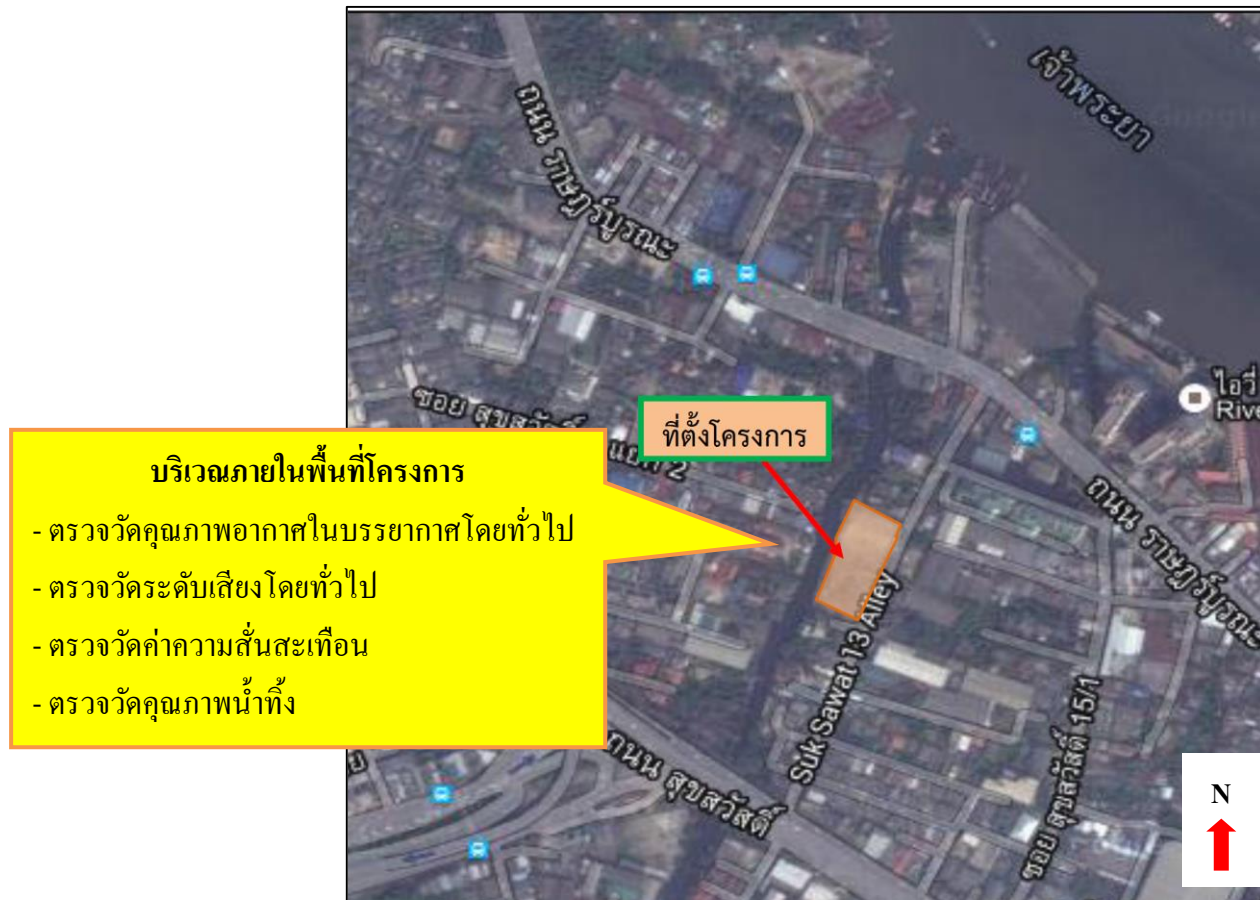 เจ้าพระยา
ถนน ราษฎร์บูรณะ
ไอวี่
Riv
ซอย สุขสวัสดิ์
แยก 2
ที่ตั้งโครงการ
บริเวณภายในพื้นที่โครงการ
- ตรวจวัดคุณภาพอากาศในบรรยากาศโดยทั่วไป
- ตรวจวัดระดับเสียงโดยทั่วไป
- ตรวจวัดค่าความสั่นสะเทือน
- ตรวจวัดคุณภาพน้ำทิ้ง
ถนน ราษฎร์บูรณะ
Suk Sawat 13 Alley
ซอย สุขสวัสดิ์ 15/1
ถนน สุขสวัสดิ์
N